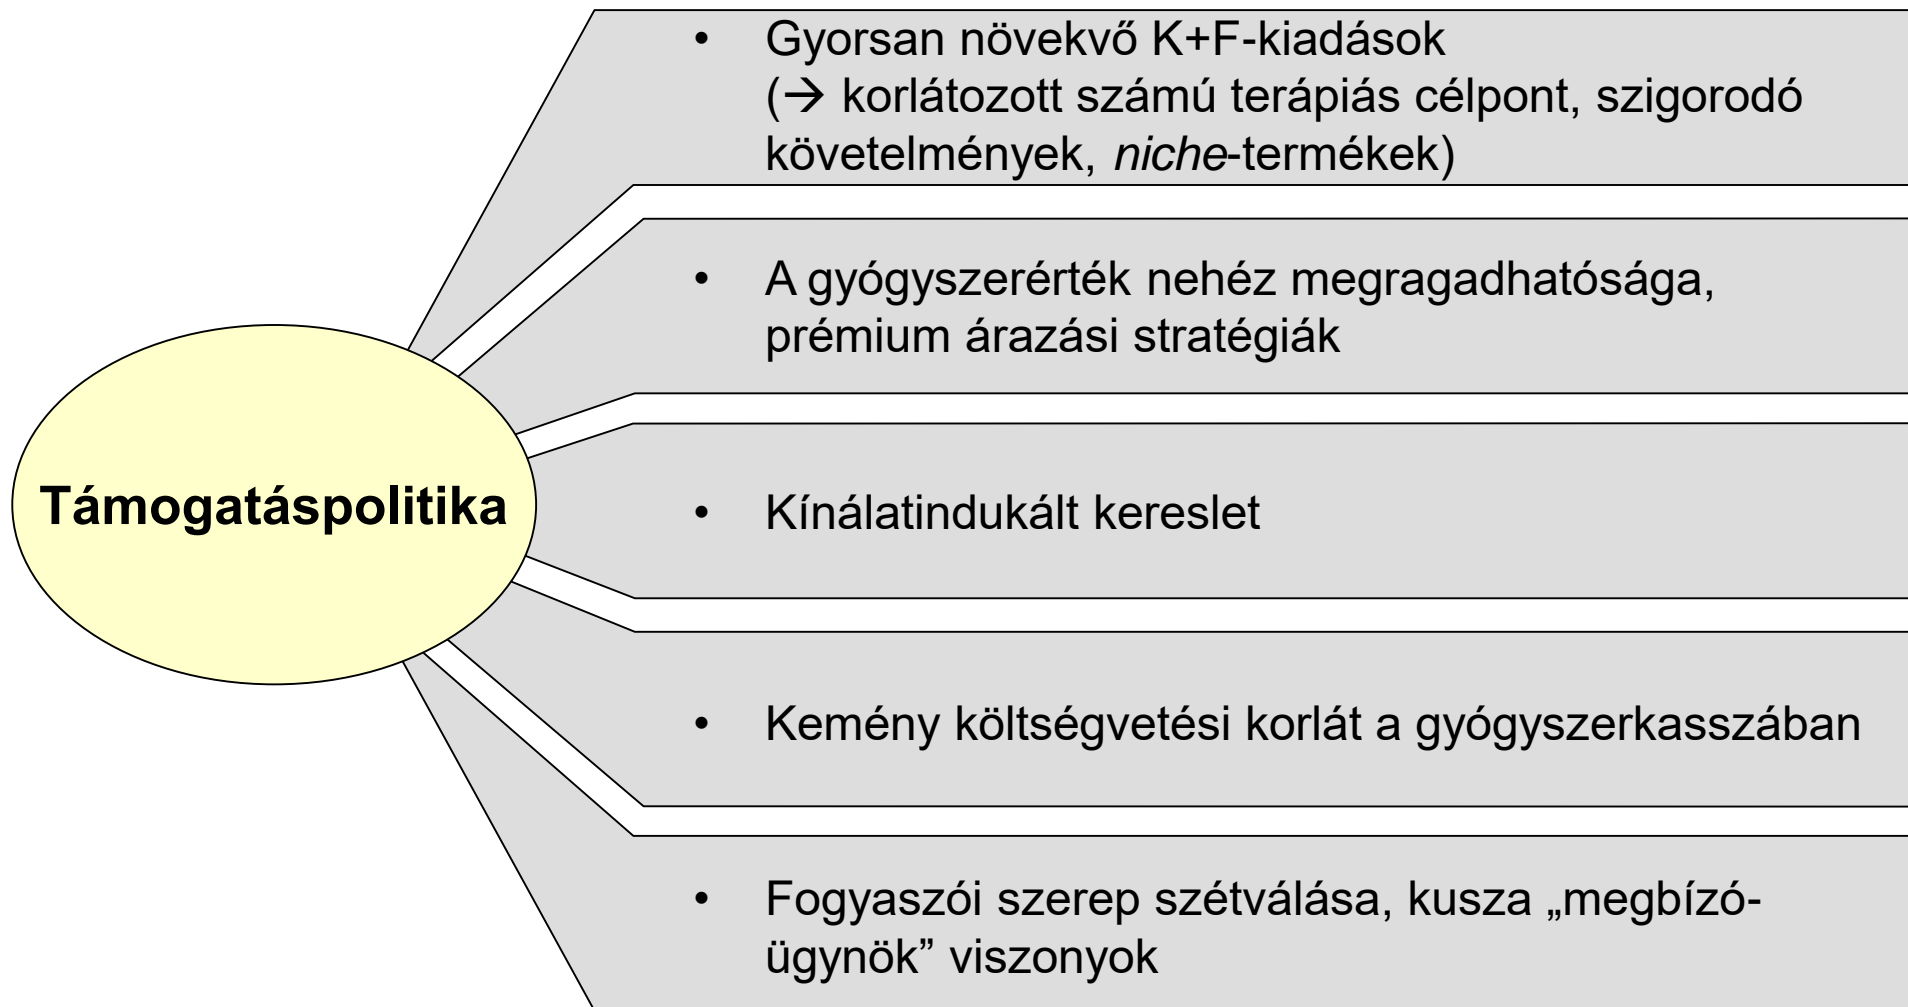 • Gyorsan növekvő K+F-kiadások
(→ korlátozott számú terápiás célpont, szigorodó
követelmények, niche-termékek)
• A gyógyszerérték nehéz megragadhatósága,
prémium árazási stratégiák
Támogatáspolitika
• Kínálatindukált kereslet
• Kemény költségvetési korlát a gyógyszerkasszában
• Fogyaszói szerep szétválása, kusza „megbízó-
ügynök” viszonyok